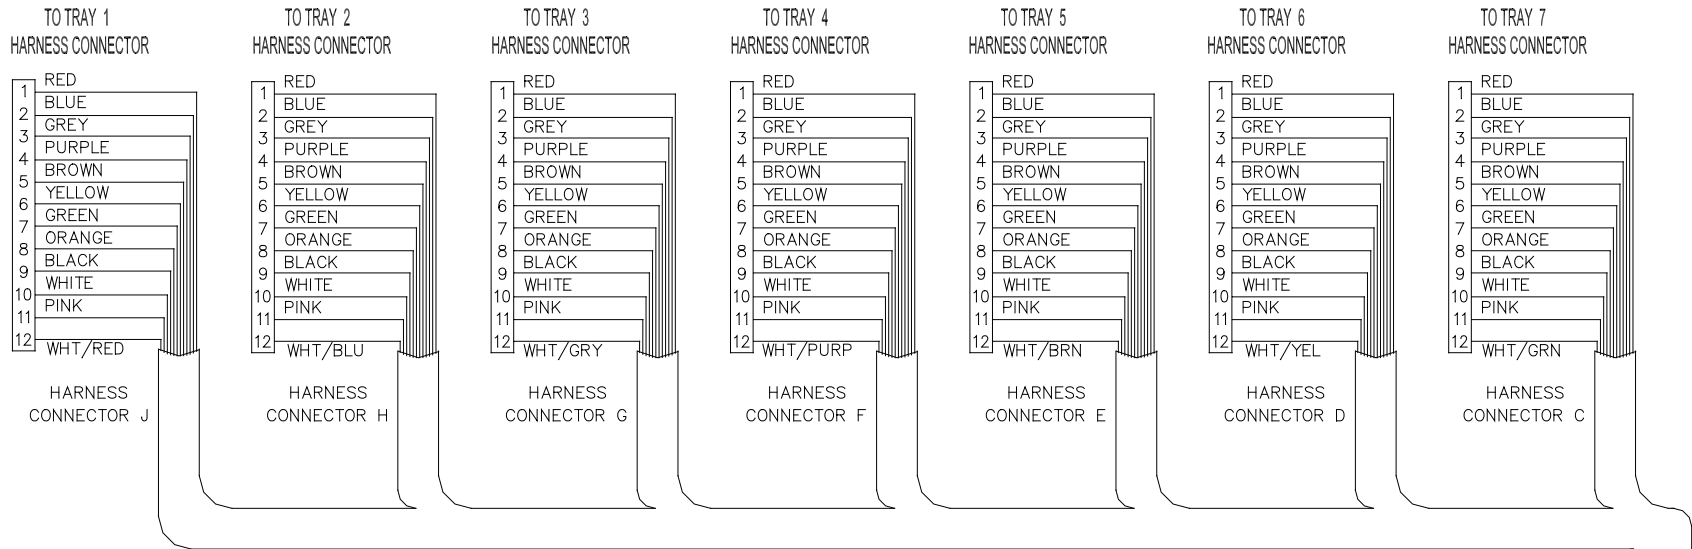 TO TRAY 1
HARNESS CONNECTOR
RED
1
BLUE
2
GREY
3
PURPLE
4
BROWN
5
YELLOW
6
GREEN
7
ORANGE
8
BLACK
9
WHITE
10
PINK
11
12
WHT/RED
HARNESS
CONNECTOR J
TO TRAY 2
HARNESS CONNECTOR
RED
1
BLUE
2
GREY
3
PURPLE
4
BROWN
5
YELLOW
6
GREEN
7
ORANGE
8
BLACK
9
WHITE
10
PINK
11
12
WHT/BLU
HARNESS
CONNECTOR H
TO TRAY 3
HARNESS CONNECTOR
RED
1
BLUE
2
GREY
3
PURPLE
4
BROWN
5
YELLOW
6
GREEN
7
ORANGE
8
BLACK
9
WHITE
10
PINK
11
12
WHT/GRY
HARNESS
CONNECTOR G
TO TRAY 4
HARNESS CONNECTOR
RED
1
BLUE
2
GREY
3
PURPLE
4
BROWN
5
YELLOW
6
GREEN
7
ORANGE
8
BLACK
9
WHITE
10
PINK
11
12
WHT/PURP
HARNESS
CONNECTOR F
TO TRAY 5
HARNESS CONNECTOR
RED
1
BLUE
2
GREY
3
PURPLE
4
BROWN
5
YELLOW
6
GREEN
7
ORANGE
8
BLACK
9
WHITE
10
PINK
11
12
WHT/BRN
HARNESS
CONNECTOR E
TO TRAY 6
HARNESS CONNECTOR
RED
1
BLUE
2
GREY
3
PURPLE
4
BROWN
5
YELLOW
6
GREEN
7
ORANGE
8
BLACK
9
WHITE
10
PINK
11
12
WHT/YEL
HARNESS
CONNECTOR D
TO TRAY 7
HARNESS CONNECTOR
RED
1
BLUE
2
GREY
3
PURPLE
4
BROWN
5
YELLOW
6
GREEN
7
ORANGE
8
BLACK
9
WHITE
10
PINK
11
12
WHT/GRN
HARNESS
CONNECTOR C